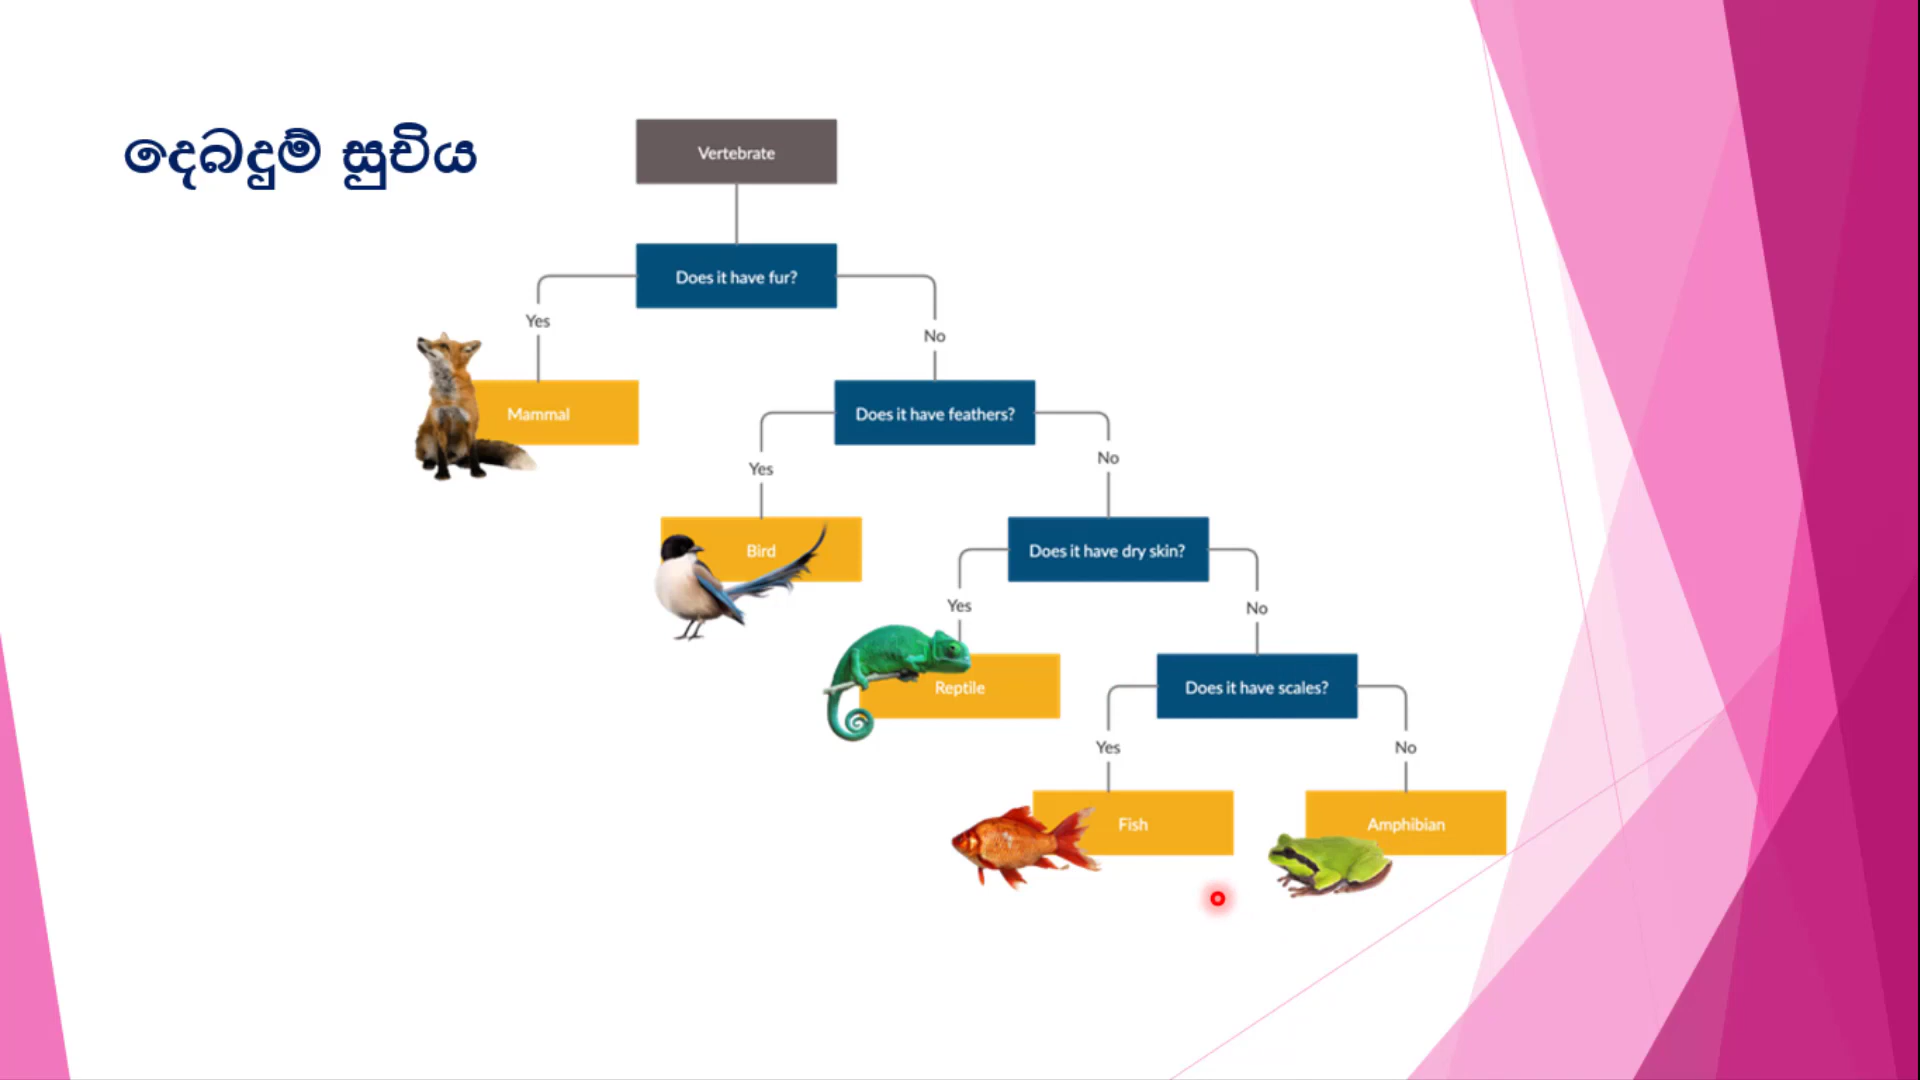 දෙබදුම් සුචිය
Vertebrate
Does it have fur?
Yes
No
Mammal
Does it have feathers?
Yes
No
Bird
Does it have dry skin?
Yes
No
Reptile
Does it have scales?
Yes
No
Fish
Amphibian